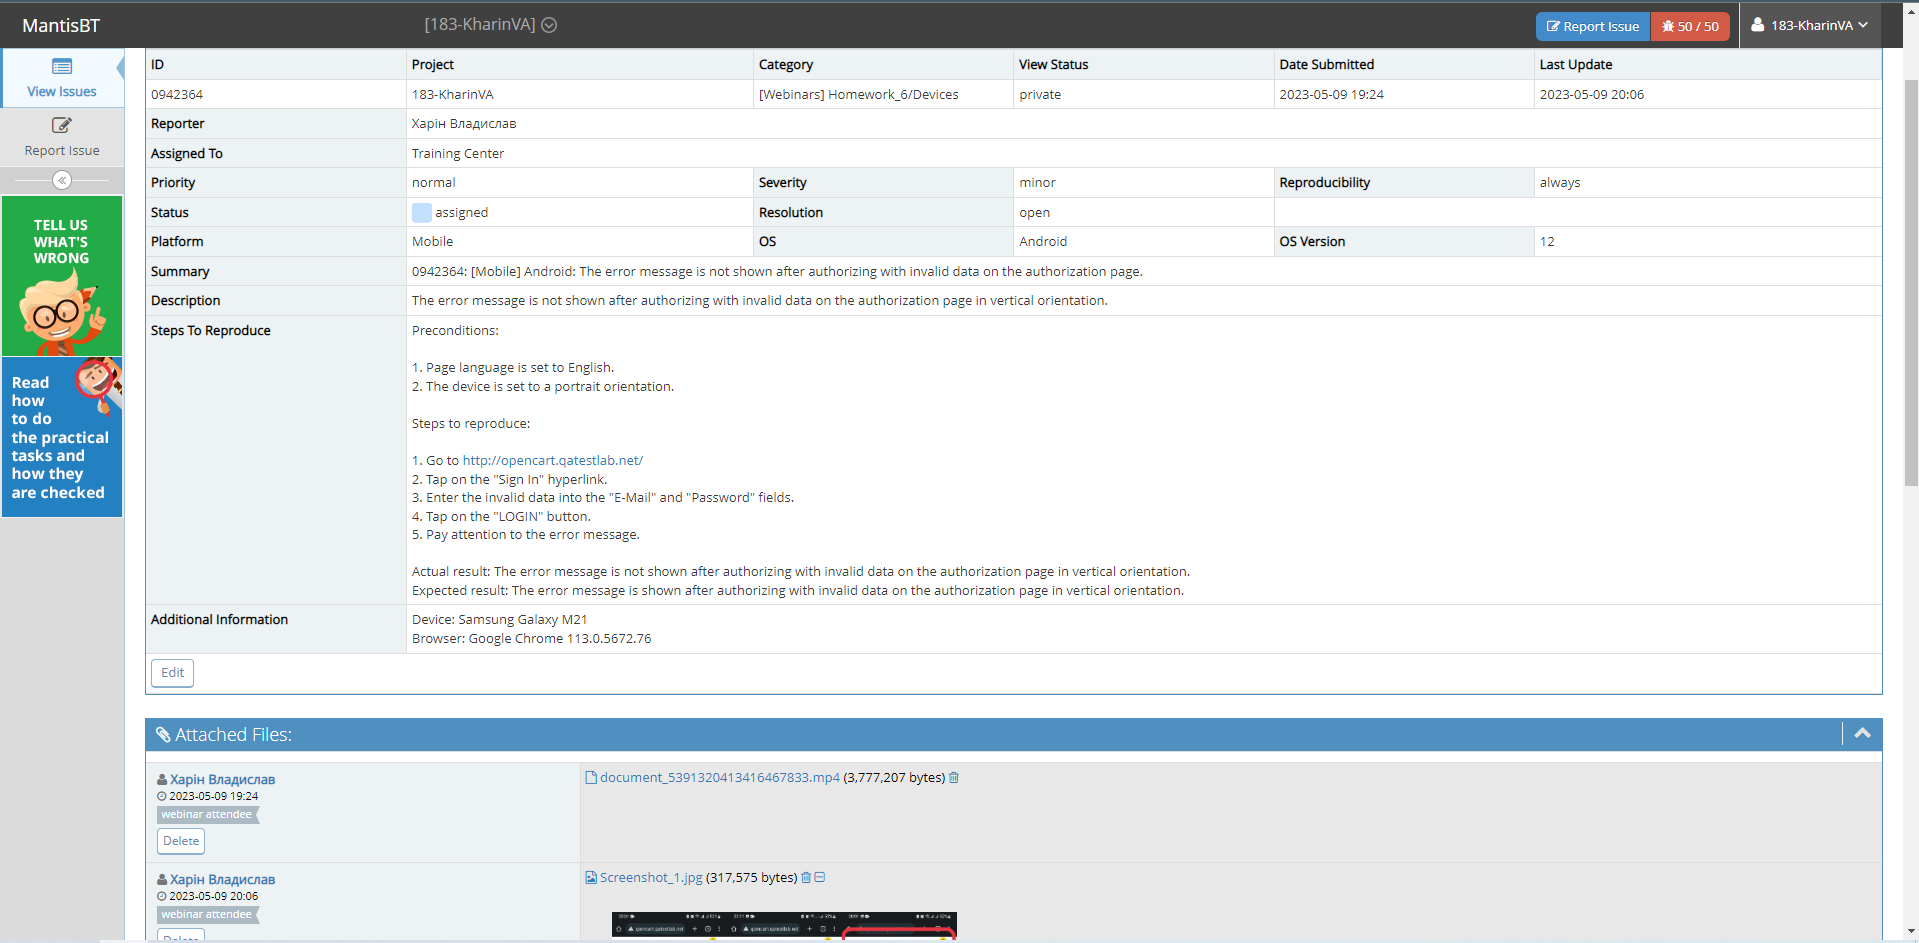 MantisBT
[183-KharinVA]
Report Issue
50 / 50
183-KharinVA
View Issues
Report Issue
TELL US
WHAT'S
WRONG
Read
how
to do
the practical
tasks and
how they
are checked
ID Project Category View Status Date Submitted Last Update
0942364 183-KharinVA [Webinars] Homework_6/Devices private 2023-05-09 19:24 2023-05-09 20:06
Reporter Харін Владислав
Assigned To Training Center
Priority normal Severity minor Reproducibility always
Status assigned Resolution open
Platform Mobile OS Android OS Version 12
Summary 0942364: [Mobile] Android: The error message is not shown after authorizing with invalid data on the authorization page.
Description The error message is not shown after authorizing with invalid data on the authorization page in vertical orientation.
Steps To Reproduce Preconditions:
1. Page language is set to English.
2. The device is set to a portrait orientation.
Steps to reproduce:
1. Go to http://opencart.qatestlab.net/
2. Tap on the "Sign In" hyperlink.
3. Enter the invalid data into the "E-Mail" and "Password" fields.
4. Tap on the "LOGIN" button.
5. Pay attention to the error message.
Actual result: The error message is not shown after authorizing with invalid data on the authorization page in vertical orientation.
Expected result: The error message is shown after authorizing with invalid data on the authorization page in vertical orientation.
Additional Information Device: Samsung Galaxy M21
Browser: Google Chrome 113.0.5672.76
Edit
Attached Files:
Харін Владислав
2023-05-09 19:24
webinar attendee
Delete
document_5391320413416467833.mp4 (3,777,207 bytes)
Харін Владислав
2023-05-09 20:06
webinar attendee
Delete
Screenshot_1.jpg (317,575 bytes)